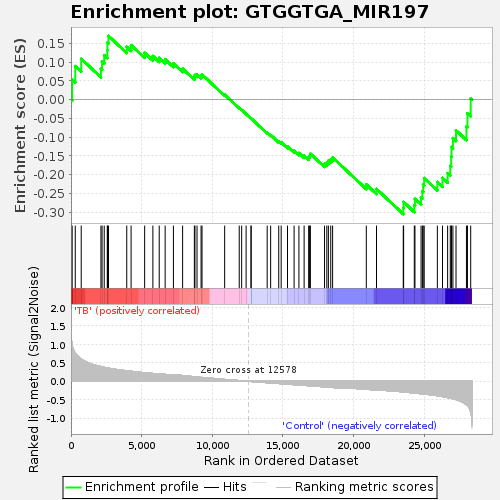 Enrichment plot: GTGGTGA_MIR197
Enrichment score (ES)
0.15
0.10
0.05
0.00
-0.05
-0.10
-0.15
-0.20
-0.25
-0.30
Ranked list metric (Signal2Noise)
'TB' (positively correlated)
2.0
1.5
1.0
0.5
0.0
-0.5
-1.0
Zero cross at 12578
'Control' (negatively correlated)
0
5,000
10,000
15,000
20,000
25,000
Rank in Ordered Dataset
Enrichment profile
Hits
Ranking metric scores